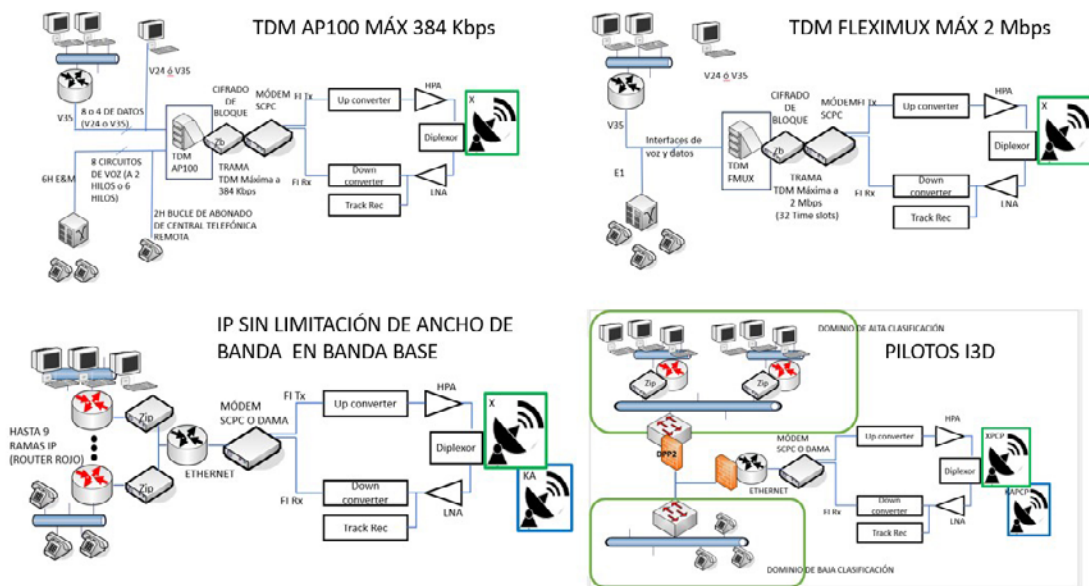 TDM AP100 MÁX 384 Kbps
V24 ó V35
8 o 4 DE DATOS
(V24 ó V35)
V35
CIFRADO
DE
BLOQUE
MÓDEM
SCPC
FI Tx
Up converter
HPA
X
Diplexor
Zb
TDM
AP100
TRAMA
TDM Máxima a
384 Kbps
FI Rx
Down
converter
LNA
Track Rec
8 CIRCUITOS
DE VOZ (A 2
HILOS o 6
HILOS)
6H E&M
2H BUCLE DE ABONADO
DE CENTRAL TELEFÓNICA
REMOTA
TDM FLEXIMUX MÁX 2 Mbps
V24 ó V35
V35
CIFRADO
DE
BLOQUE
MÓDEM
SCPC
Tx
Up converter
HPA
X
Diplexor
Interfaces de
voz y datos
Zb
TDM
FMUX
E1
TRAMA
TDM Máxima a
2 Mbps
(32 Time slots)
FI Rx
Down
converter
LNA
Track Rec
IP SIN LIMITACIÓN DE ANCHO DE
BANDA EN BANDA BASE
HASTA 9
RAMAS IP
(ROUTER ROJO)
Zip
Zip
ETHERNET
MÓDEM
SCPC O DAMA
FI Tx
Up converter
HPA
X
Diplexor
KA
FI Rx
Down
converter
LNA
Track Rec
DOMINIO DE ALTA CLASIFICACIÓN
PILOTOS I3D
Zip
Zip
DPP2
ETHERNET
MÓDEM
SCPC O DAMA
Up converter
HPA
XPCP
Diplexor
KAPCP
FI Rx
Down
converter
LNA
Track Rec
DOMINIO DE BAJA CLASIFICACIÓN